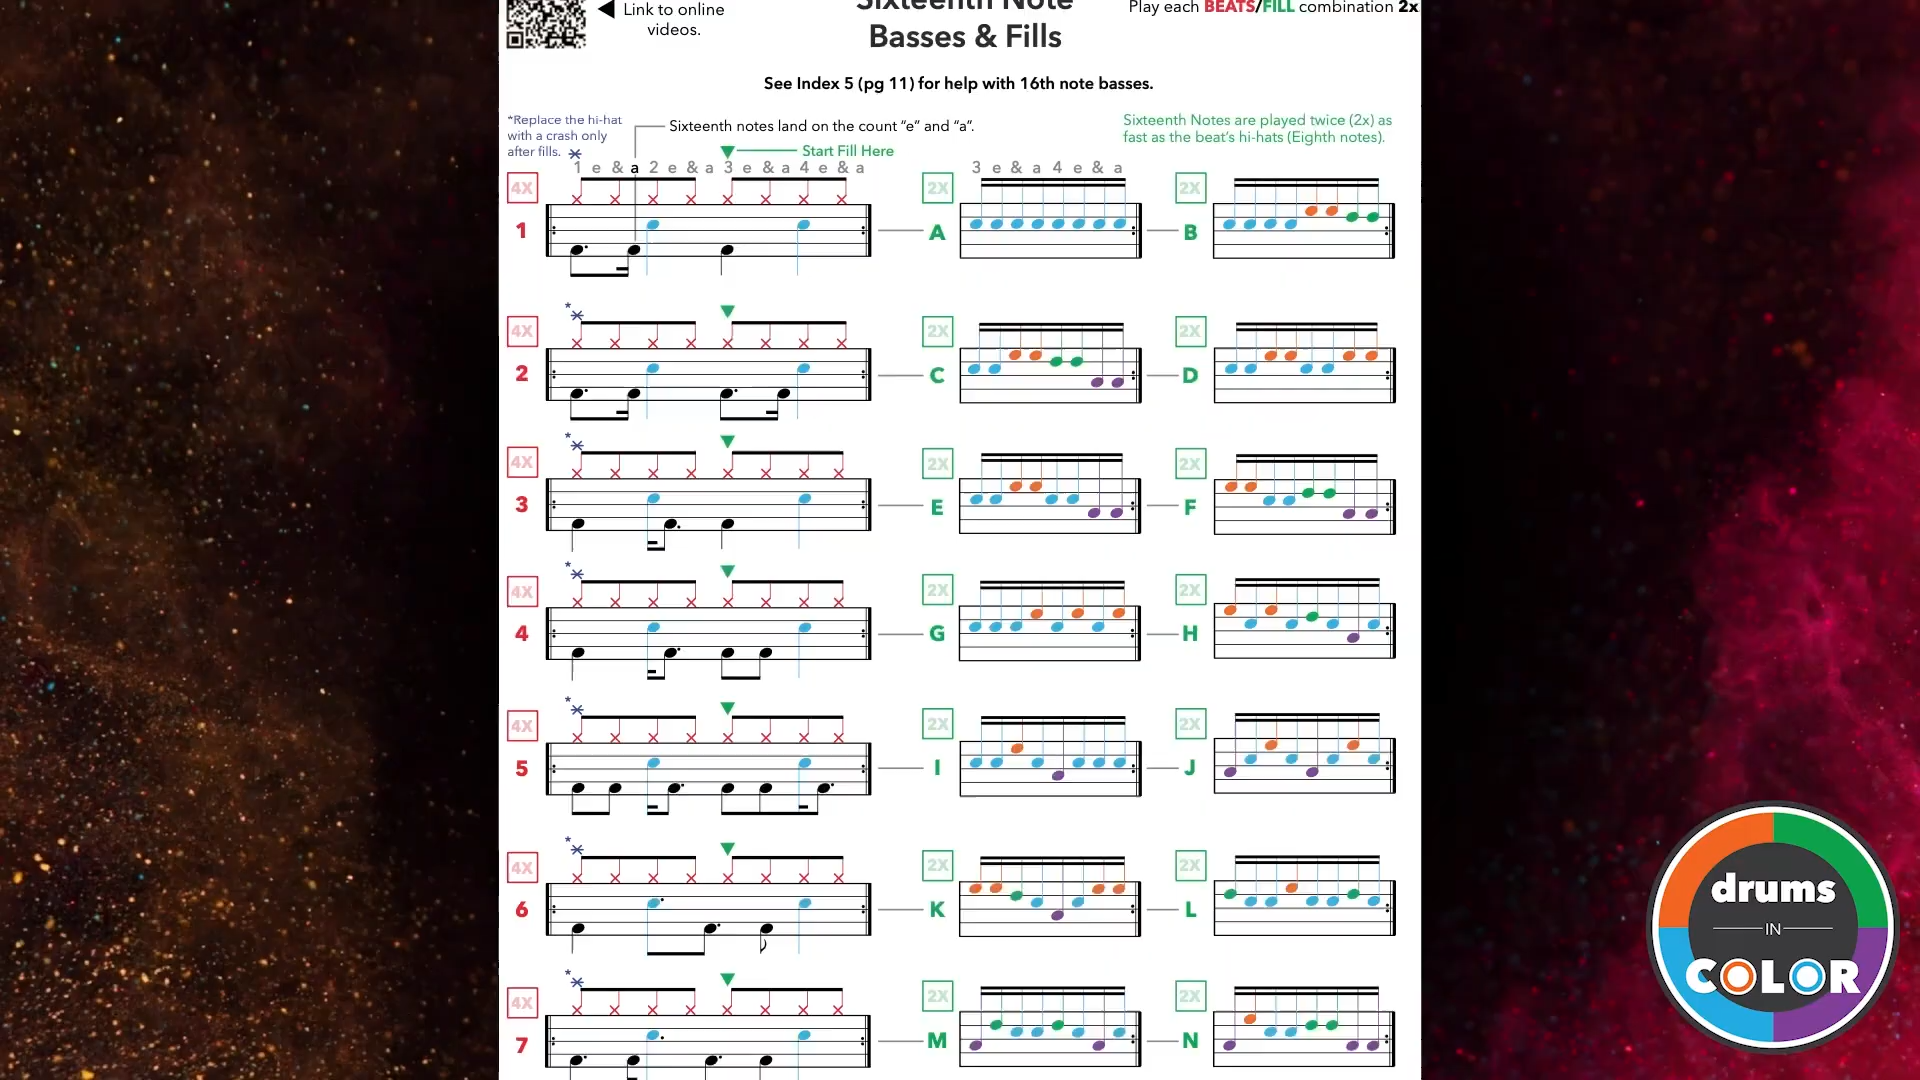 Link to online
videos.
Sixteenth Note
Basses & Fills
Play each BEATS/FILL combination 2x
See Index 5 (pg 11) for help with 16th note basses.
*Replace the hi-hat
with a crash only
after fills.
Sixteenth notes land on the count “e” and “a”.
Start Fill Here
Sixteenth Notes are played twice (2x) as
fast as the beat's hi-hats (Eighth notes).
1 e & a 2 e & a 3 e & a 4 e & a
3 e & a 4 e & a
4X
2X
2X
1
A
B
*
4X
2X
2X
2
C
D
*
4X
2X
2X
3
E
F
*
4X
2X
2X
4
G
H
*
4X
2X
2X
5
I
J
*
4X
2X
2X
6
K
L
*
4X
2X
2X
7
M
N
drums
IN
COLOR